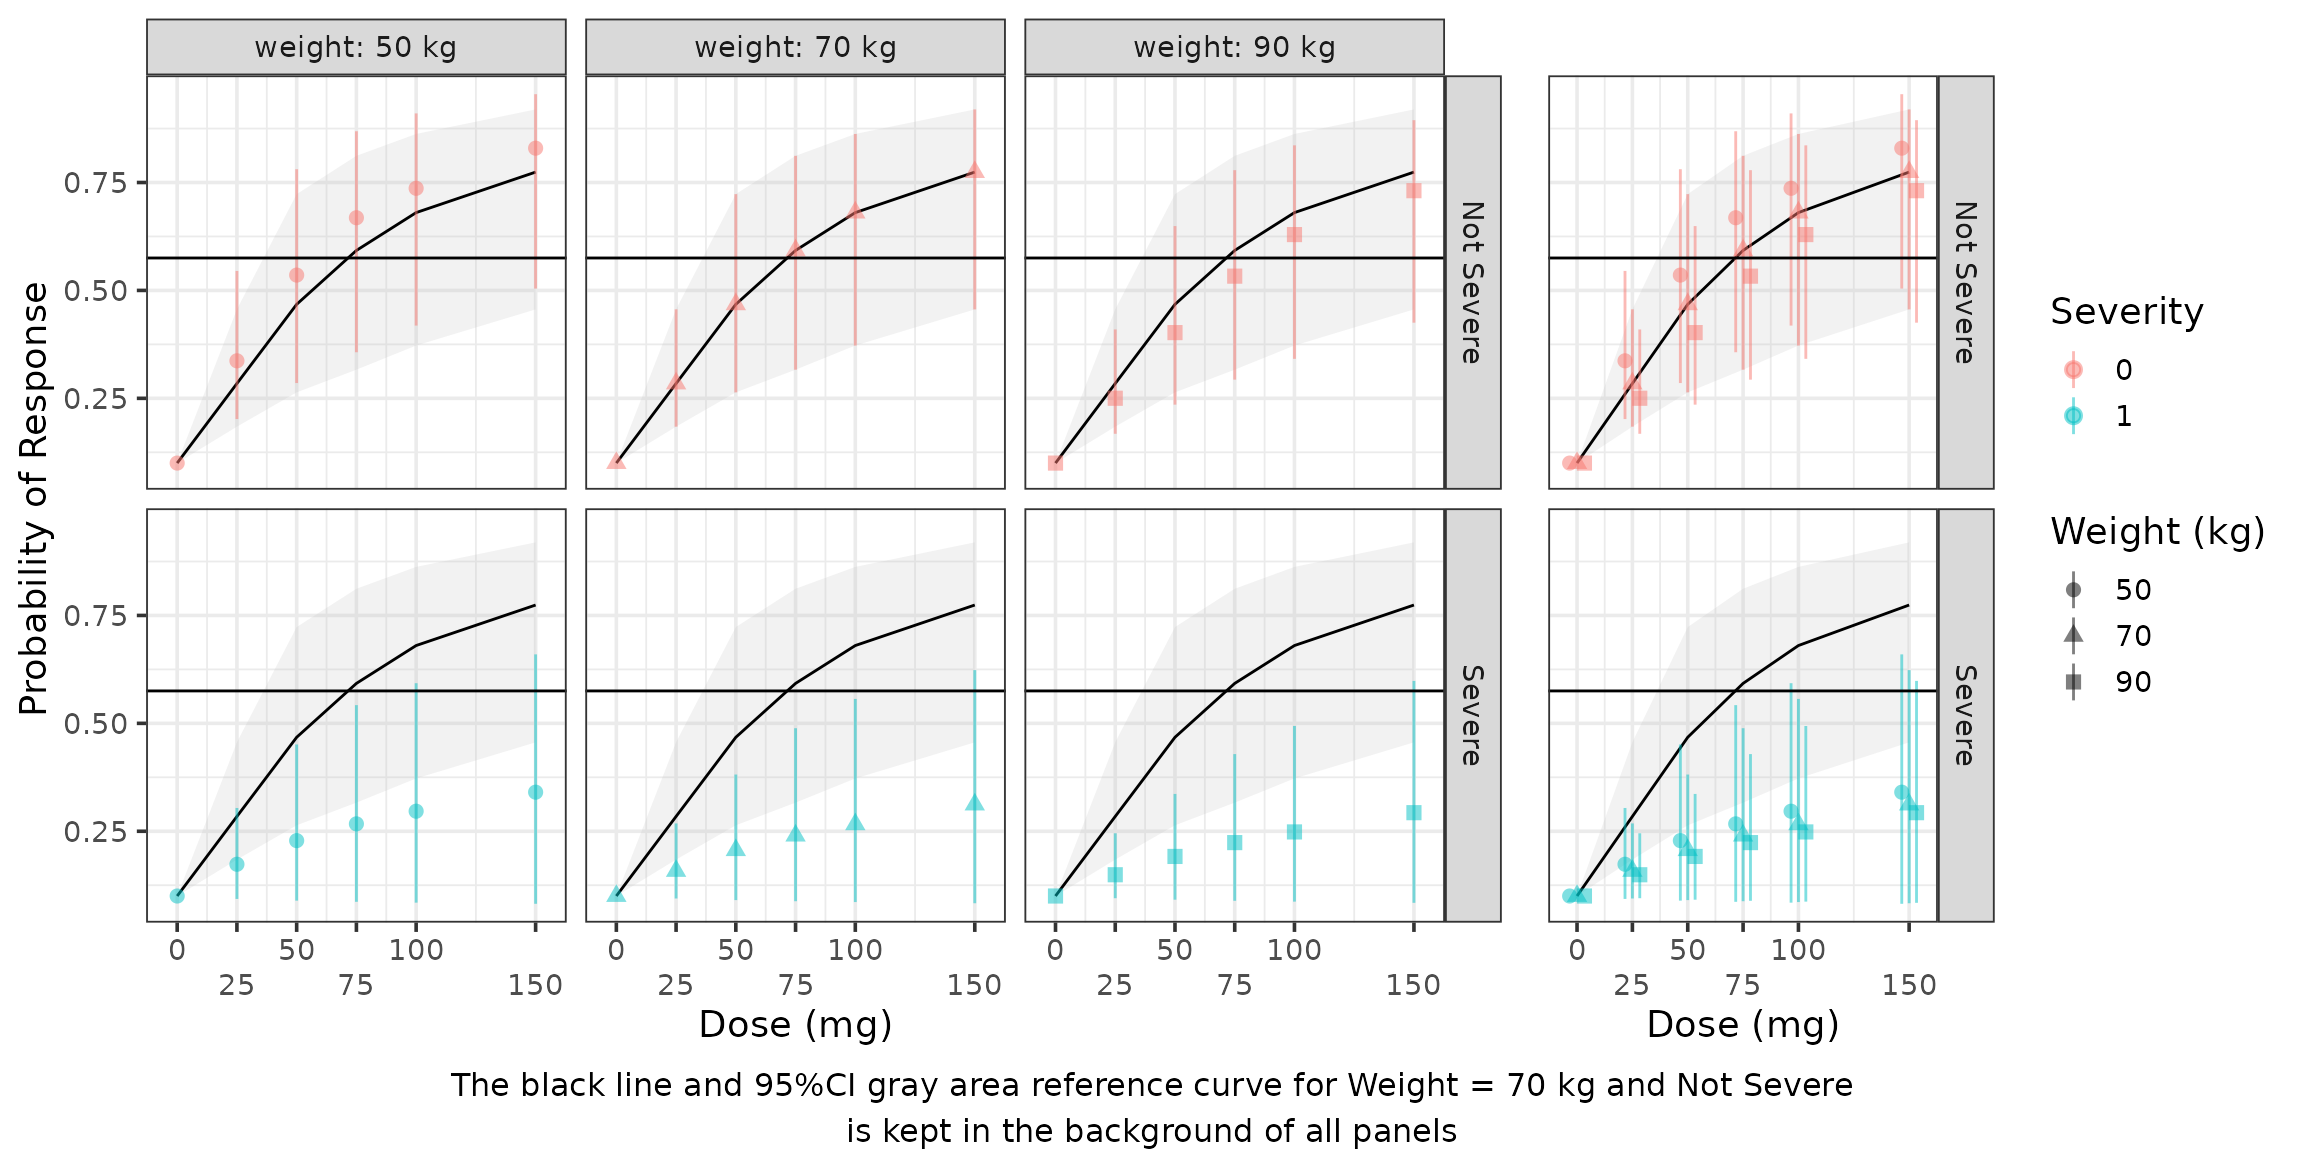 weight: 50 kg
weight: 70 kg
weight: 90 kg
Probability of Response
0.75
0.50
0.25
Not Severe
Not Severe
0.75
0.50
0.25
Severe
Severe
0 50 100
25 75 150
0 50 100
25 75 150
0 50 100
25 75 150
0 50 100
25 75 150
Dose (mg)
Dose (mg)
Severity
0
1
Weight (kg)
50
70
90
The black line and 95%CI gray area reference curve for Weight = 70 kg and Not Severe
is kept in the background of all panels